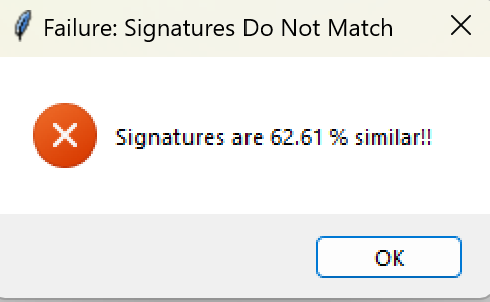 Failure: Signatures Do Not Match
Signatures are 62.61 % similar!!
OK